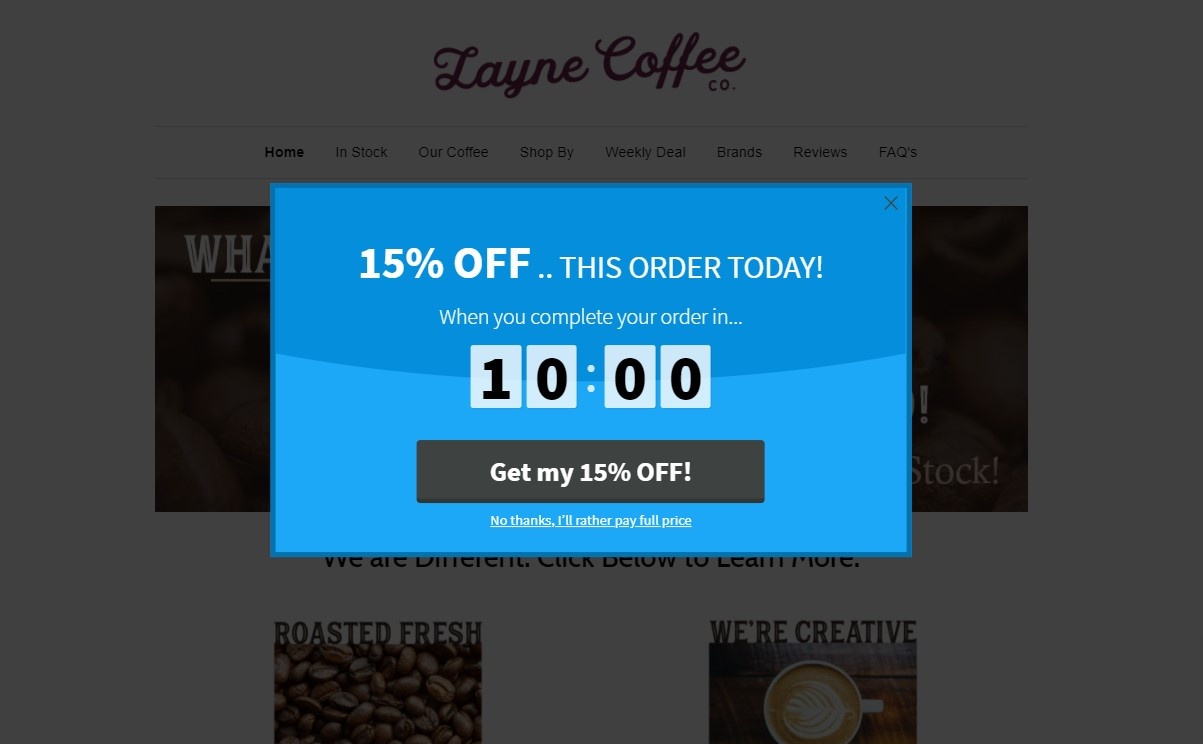 Layne Coffee
CO.
Home In Stock Our Coffee Shop By Weekly Deal Brands Reviews FAQ's
WHA
15% OFF .. THIS ORDER TODAY!
When you complete your order in...
10:00
!
Get my 15% OFF!
Stock!
No thanks, I'll rather pay full price
We are Different. Click Below to Learn More.
ROASTED FRESH WE'RE CREATIVE